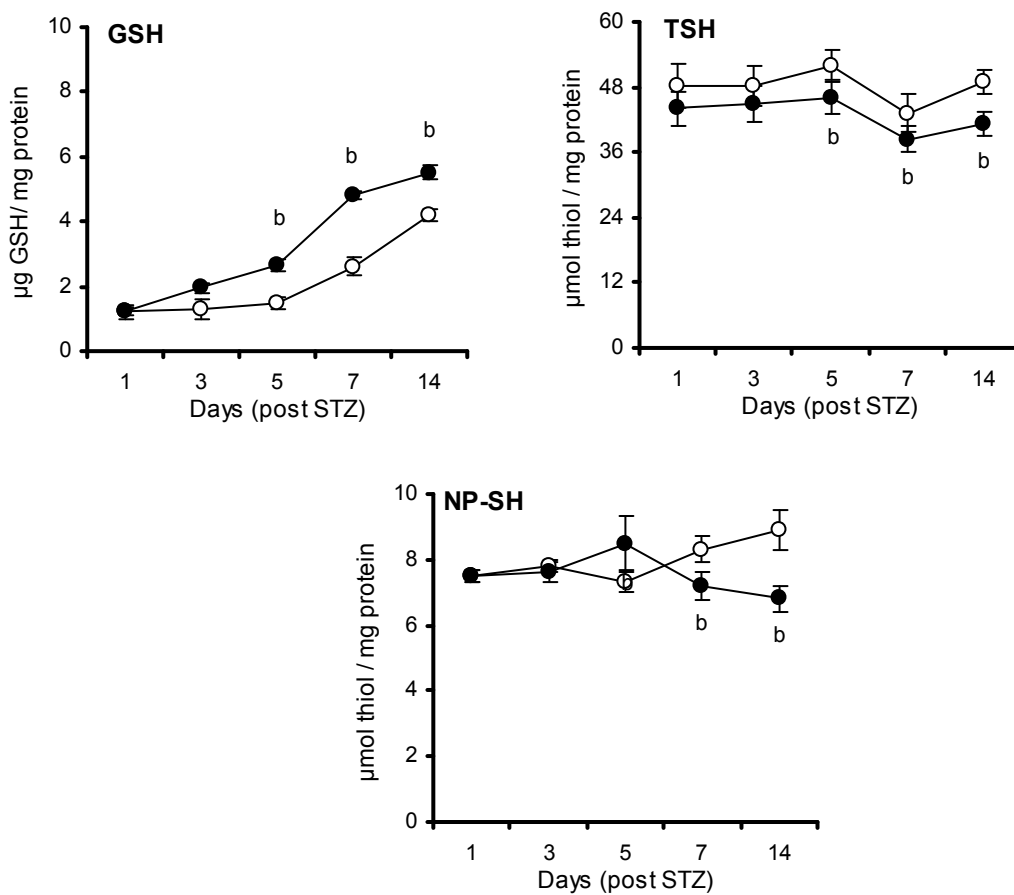 GSH
10
8
6
4
2
0
µg GSH/ mg protein
b
b
b
1 3 5 7 14
Days (post STZ)
TSH
60
48
36
24
12
0
µmol thiol / mg protein
b
b
b
1 3 5 7 14
Days (post STZ)
NP-SH
10
8
6
4
2
0
µmol thiol / mg protein
b
b
1 3 5 7 14
Days (post STZ)